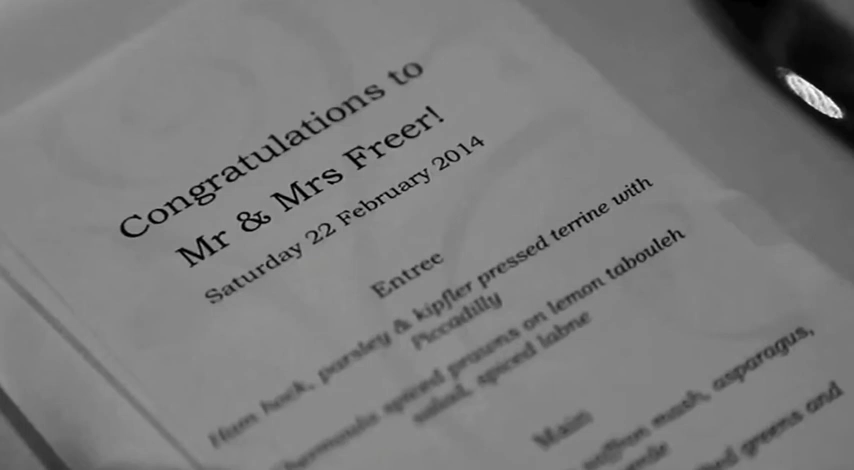 Congratulations to
Mr & Mrs Freer!
Saturday 22 February 2014
Entree
Ham hock, parsley & kipfler pressed terrine with
Piccadilly
spiced prawns on lemon tabouleh
salad, spiced labne
Main
saffron mash, asparagus,
greens and